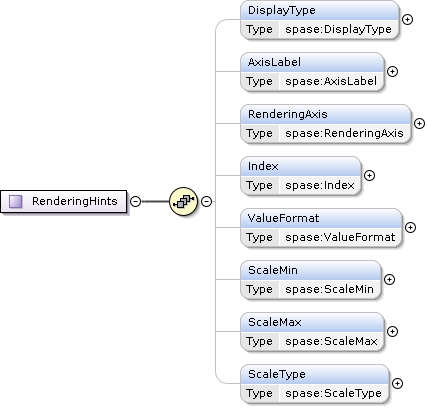 DisplayType
Type spase:DisplayType
AxisLabel
Type spase:AxisLabel
RenderingAxis
Type spase:RenderingAxis
Index
Type spase:Index
RenderingHints
ValueFormat
Type spase:ValueFormat
ScaleMin
Type spase:ScaleMin
ScaleMax
Type spase:ScaleMax
ScaleType
Type spase:ScaleType